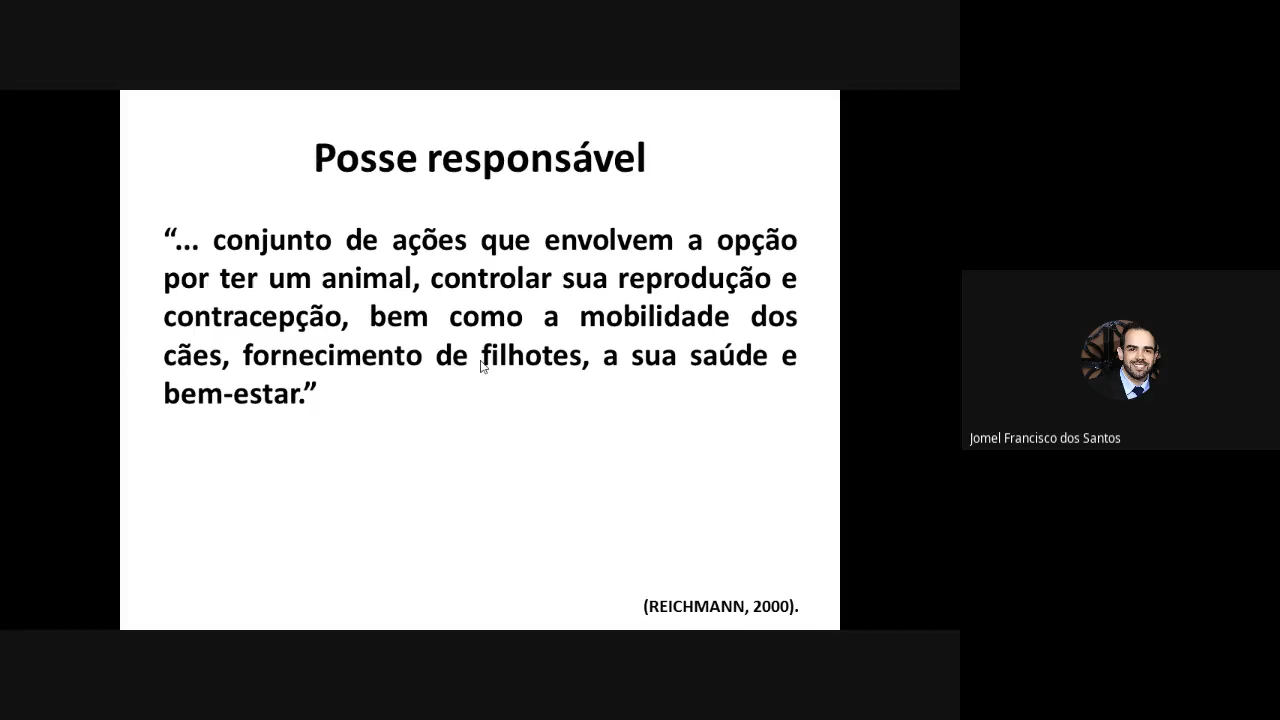 Posse responsável
“... conjunto de ações que envolvem a opção
por ter um animal, controlar sua reprodução e
contracepção, bem como a mobilidade dos
cães, fornecimento de filhotes, a sua saúde e
bem-estar.”
(REICHMANN, 2000).
Jomel Francisco dos Santos